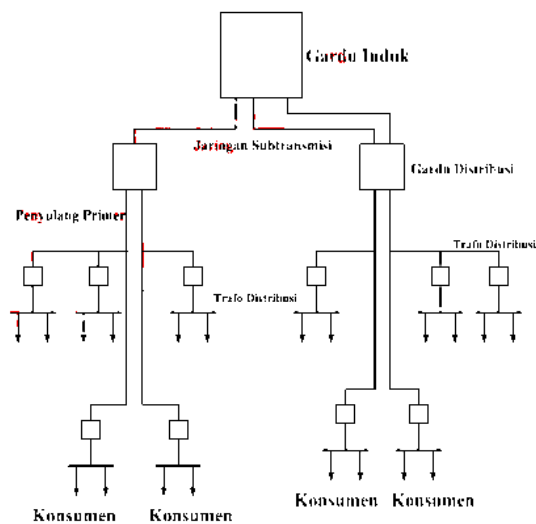 Gardu Induk
Jaringan Subtransmisi
Gardu Distribusi
Penyulang Primer
Trafo Distribusi
Trafo Distribusi
Konsumen Konsumen
Konsumen Konsumen